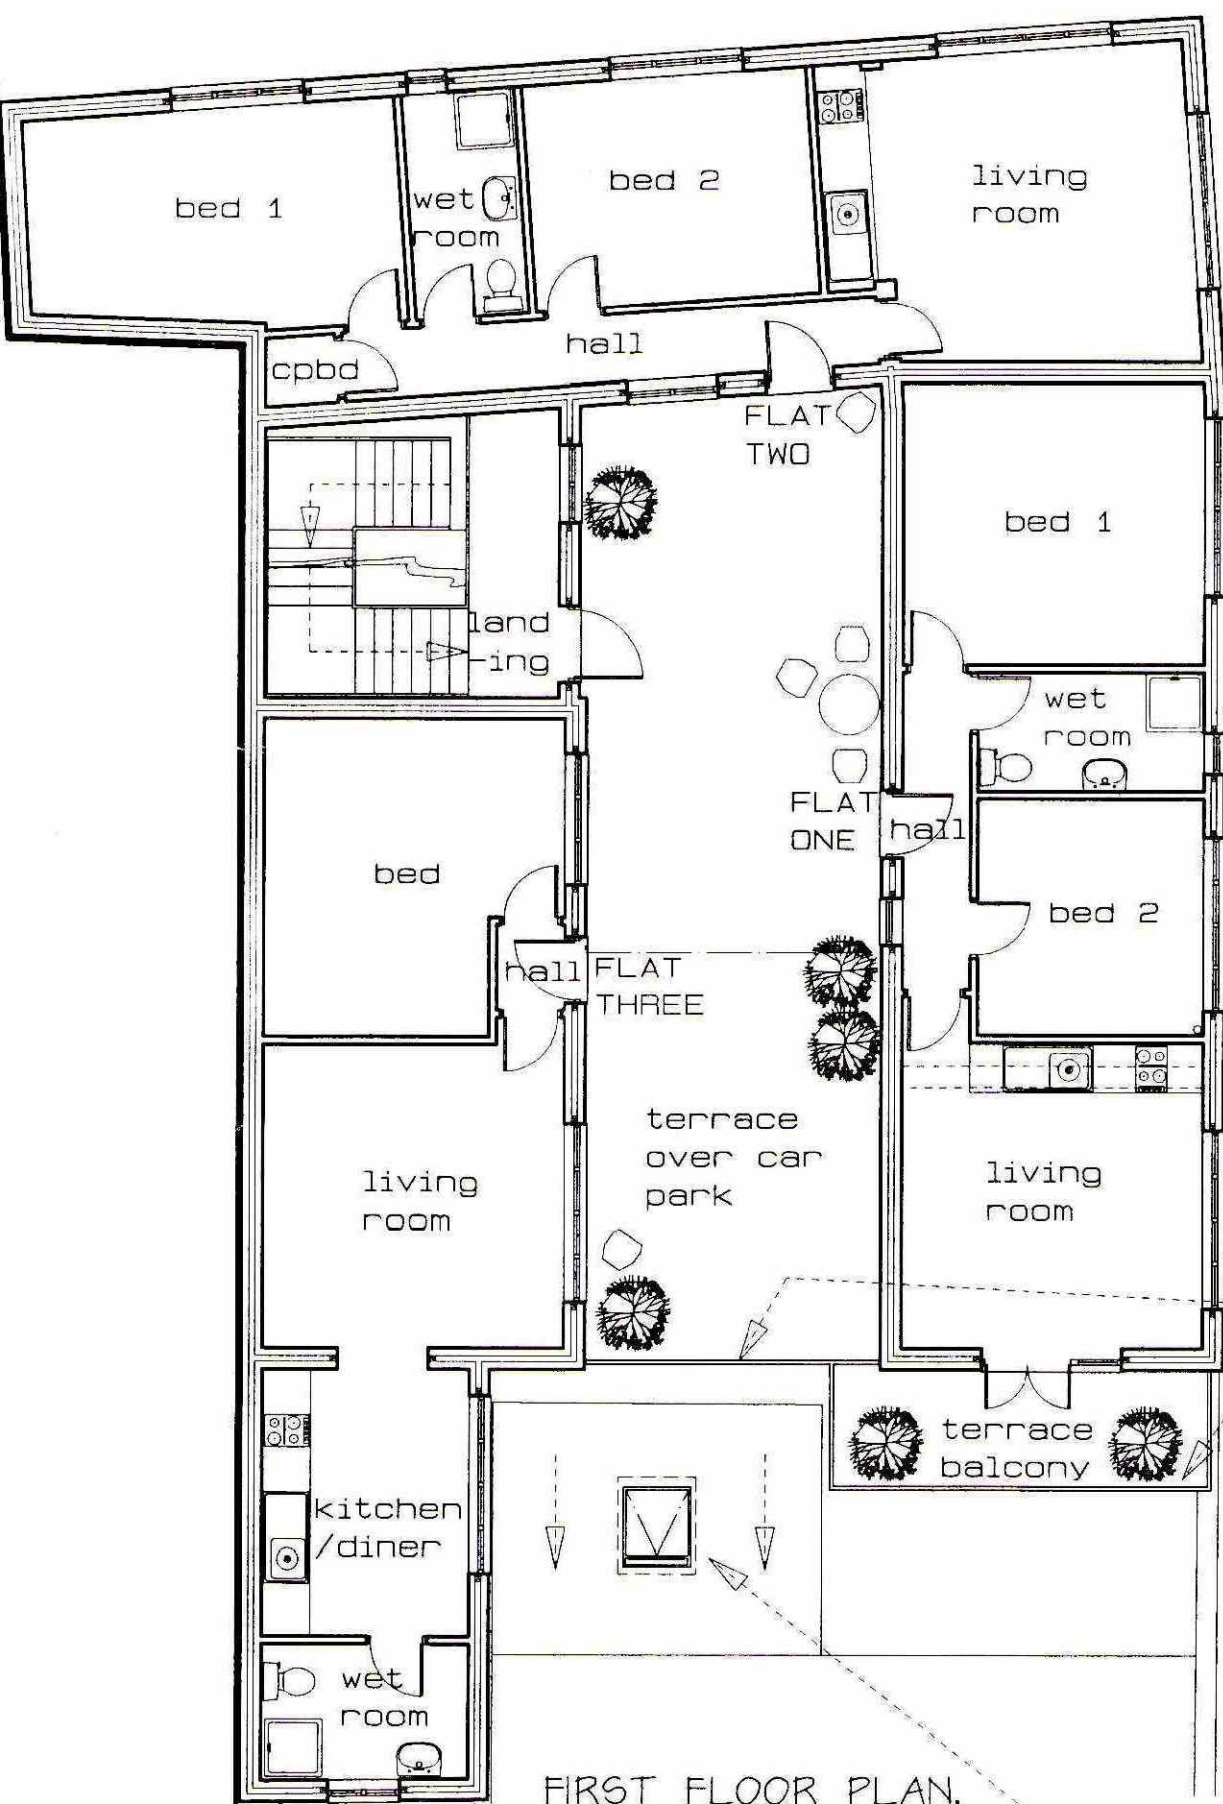 bed 1
wet
room
bed 2
living
room
hall
cpbd
FLAT
TWO
bed 1
land
-ing
wet
room
FLAT
ONE
hall
bed
bed 2
hall
FLAT
THREE
terrace
over car
park
living
room
living
room
terrace
balcony
kitchen
/diner
wet
room
FIRST FLOOR PLAN.